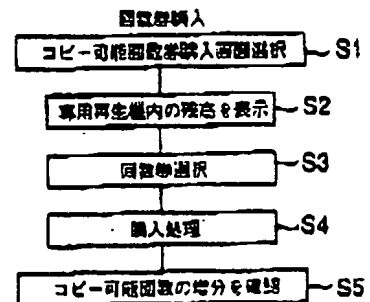 回数券購入
コピー可能回数券購入画面選択 S1
専用再生機内の残高を表示 S2
回数券選択 S3
購入処理 S4
コピー可能回数の増分を確認 S5